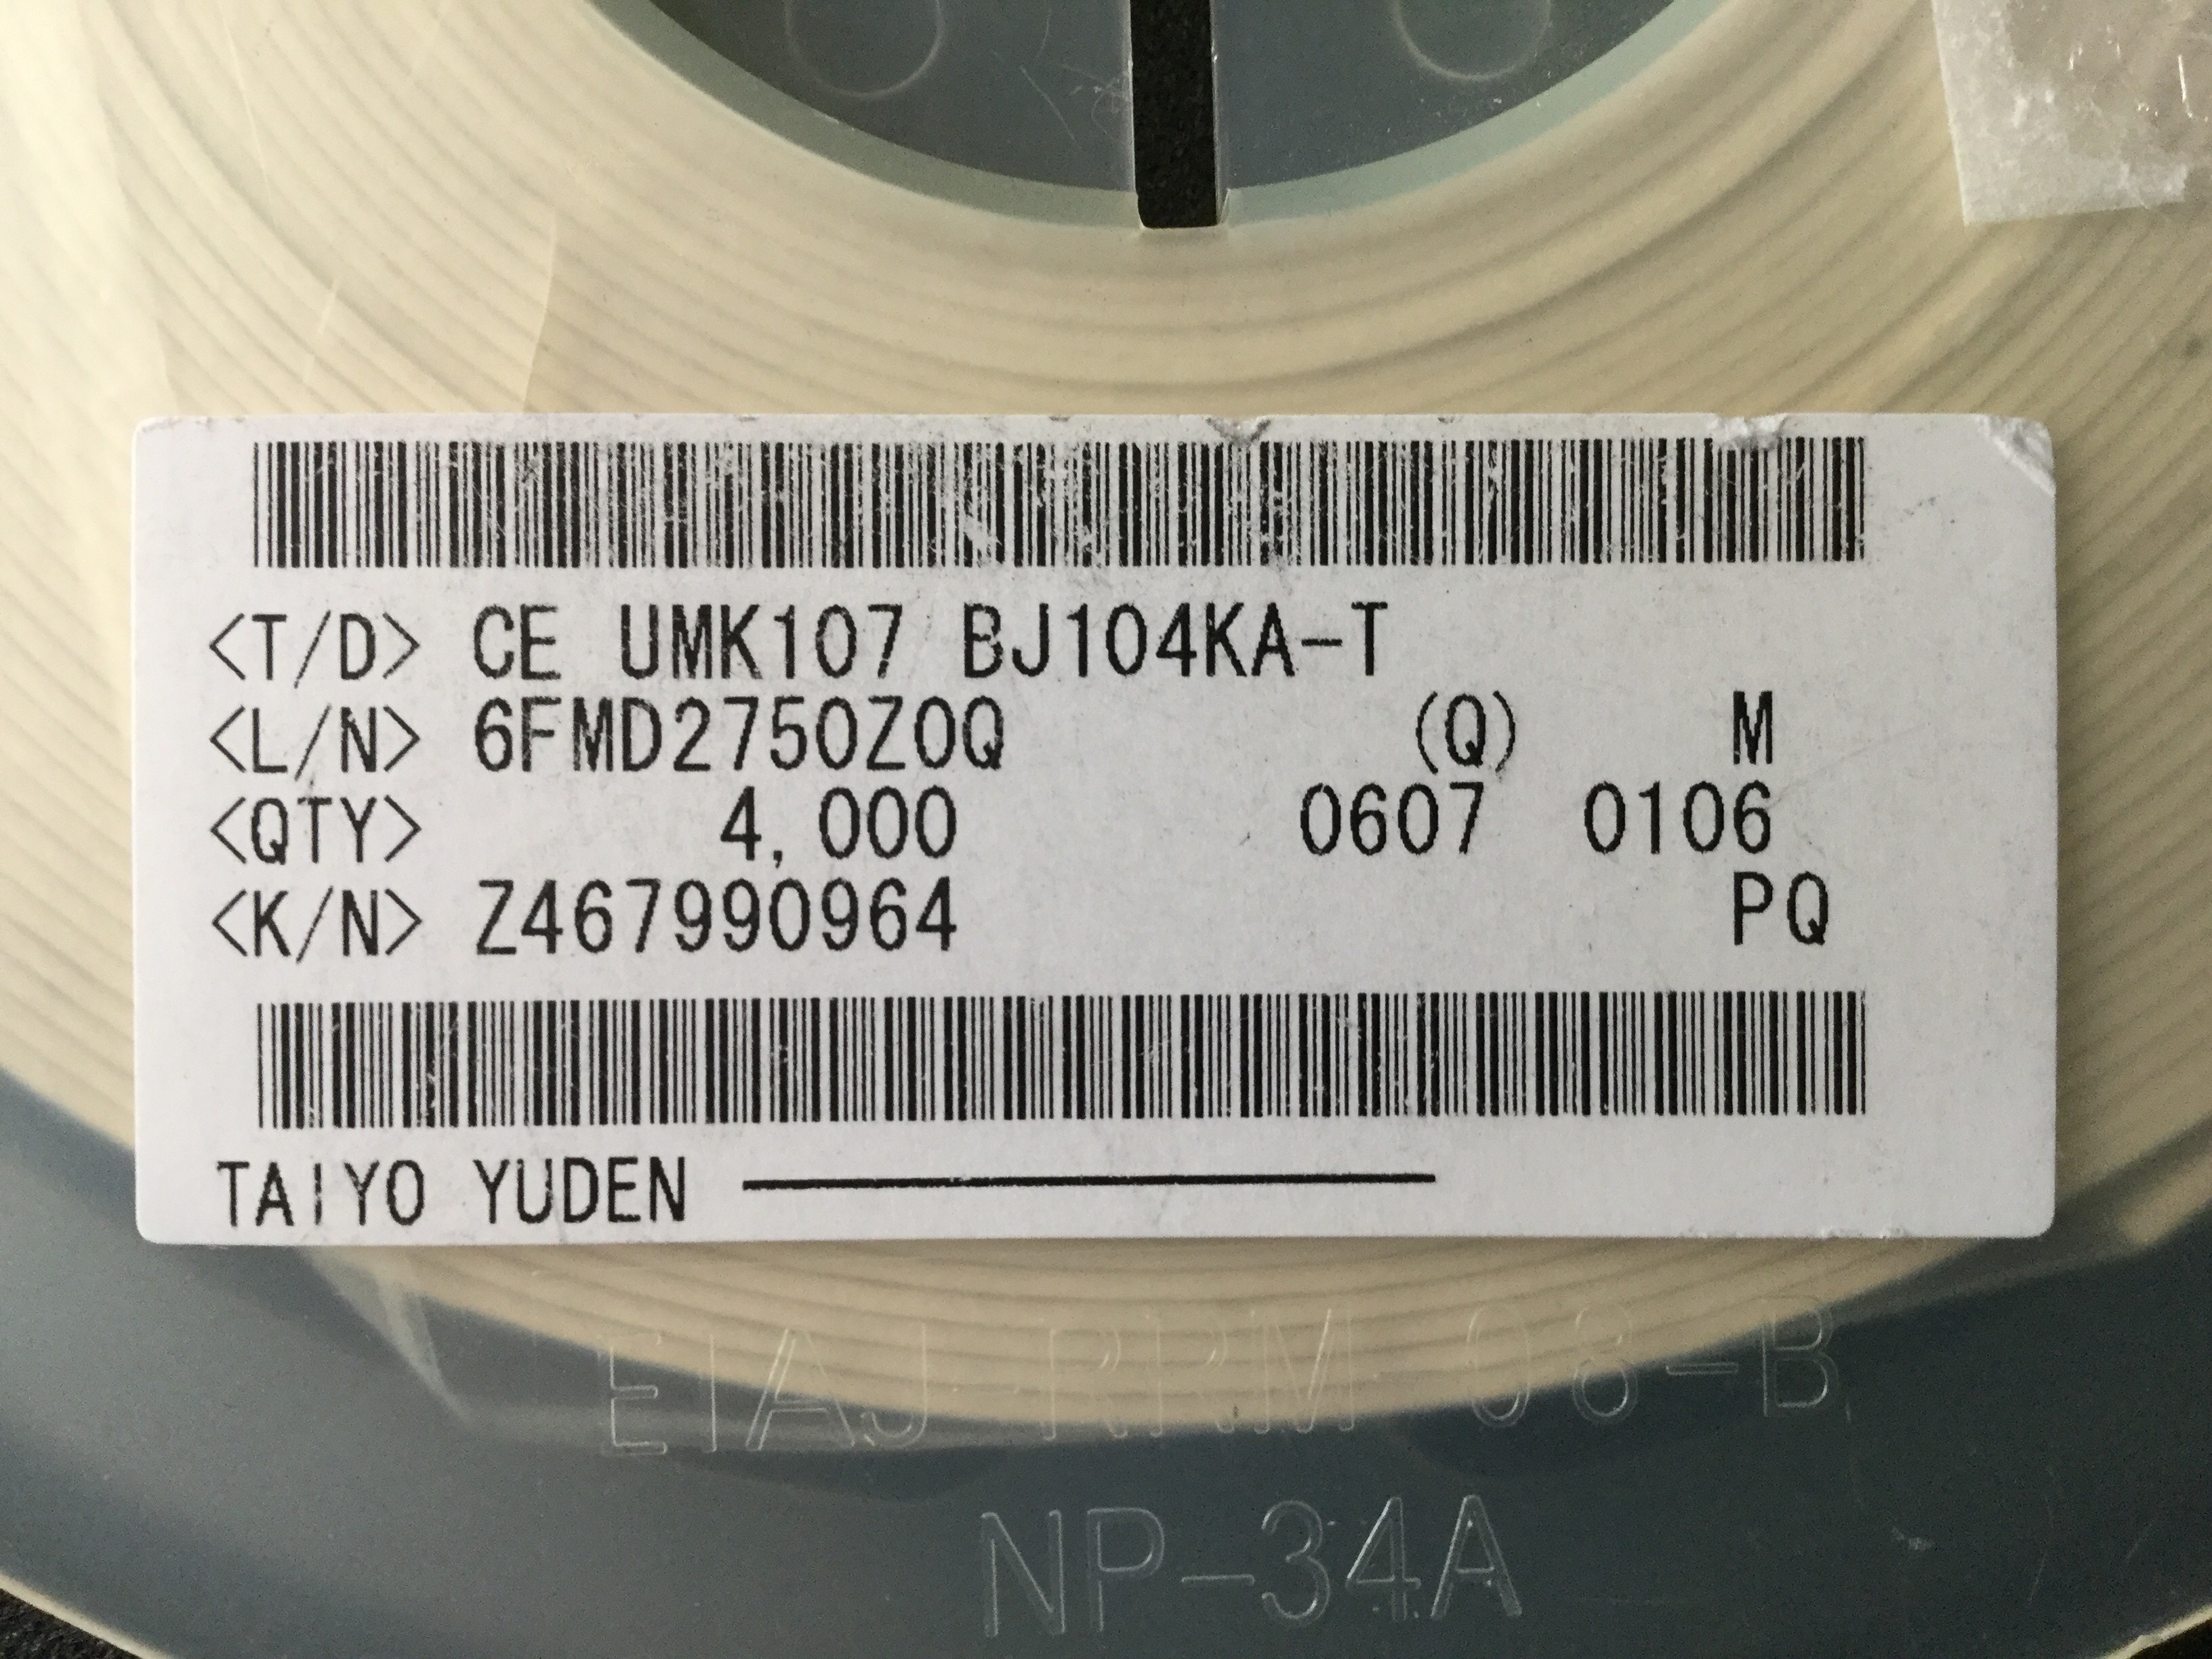 <T/D> CE UMK107 BJ104KA-T
<L/N> 6FMD2750Z0Q (Q) M
<QTY> 4,000 0607 0106
<K/N> Z467990964 PQ
TAIYO YUDEN
EIAJ-RRM 08-B
NP-34A